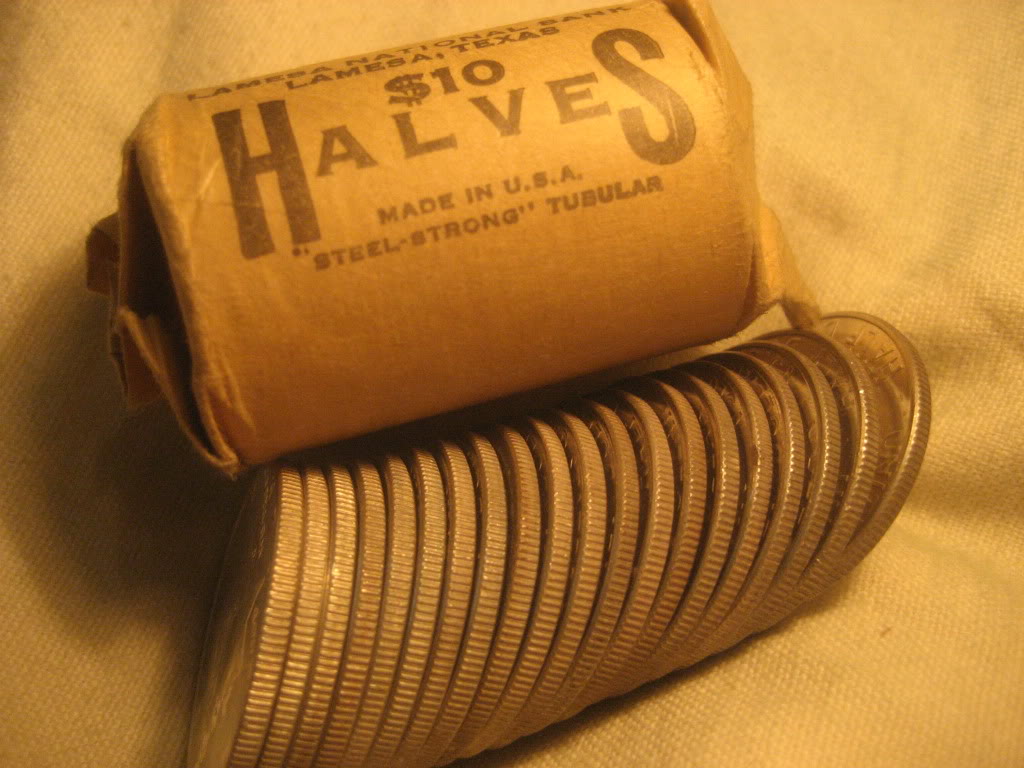 LAMESA NATIONAL BANK
LAMESA, TEXAS
$10
HALVES
MADE IN U.S.A.
"STEEL-STRONG" TUBULAR